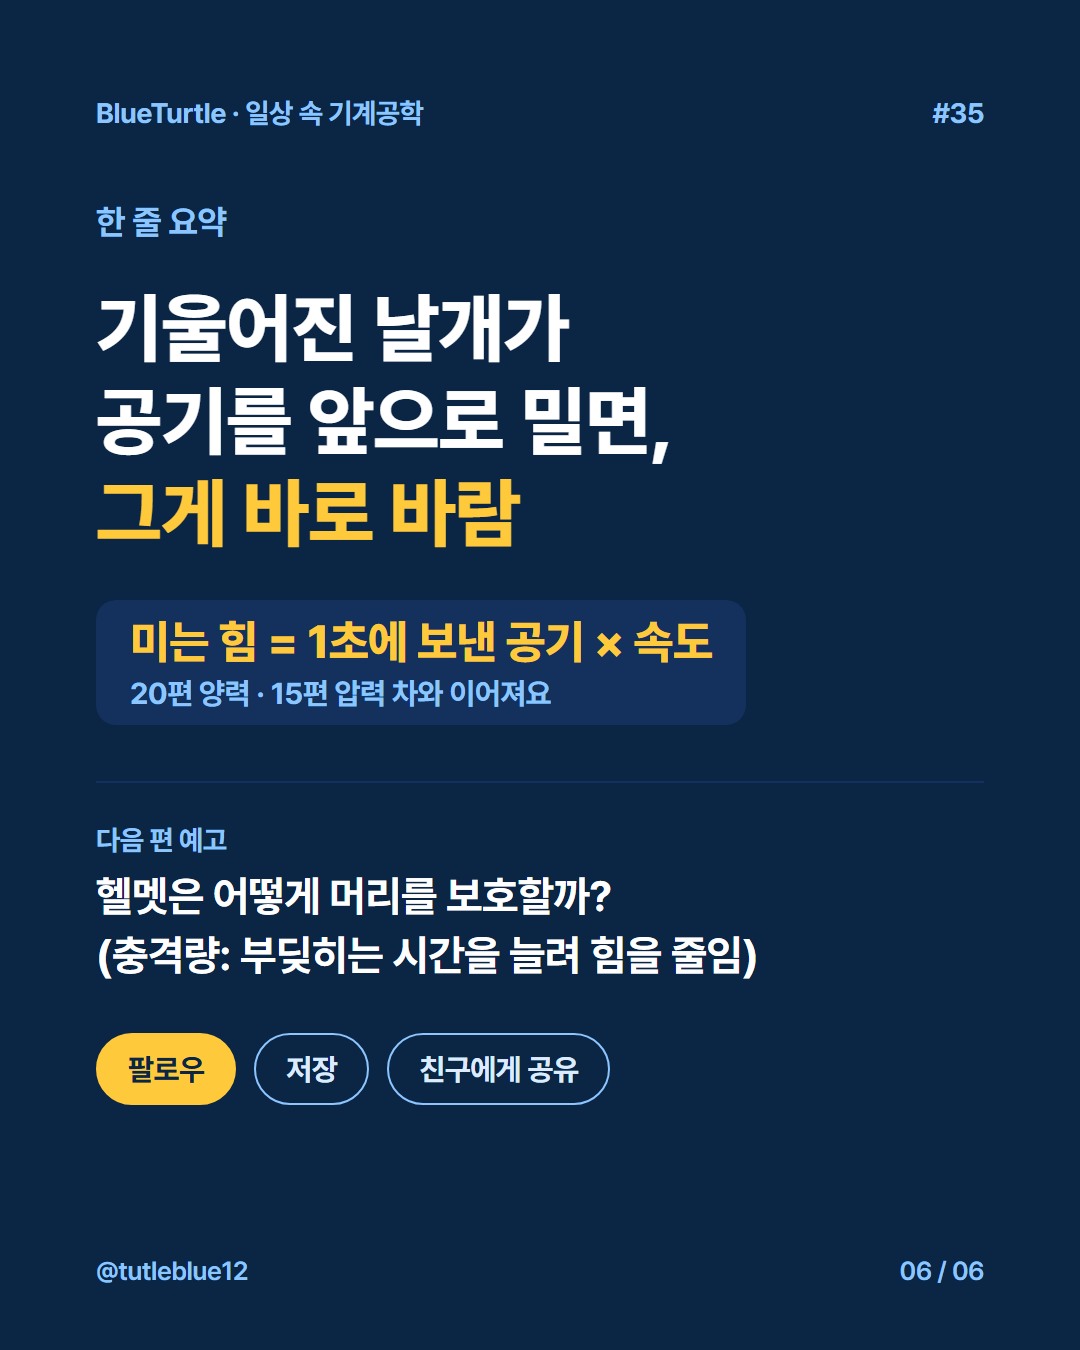 BlueTurtle · 일상 속 기계공학
#35
한 줄 요약
기울어진 날개가
공기를 앞으로 밀면,
그게 바로 바람
미는 힘 = 1초에 보낸 공기 × 속도
20편 양력 · 15편 압력 차와 이어져요
다음 편 예고
헬멧은 어떻게 머리를 보호할까?
(충격량: 부딪히는 시간을 늘려 힘을 줄임)
팔로우
저장
친구에게 공유
@tutleblue12
06 / 06